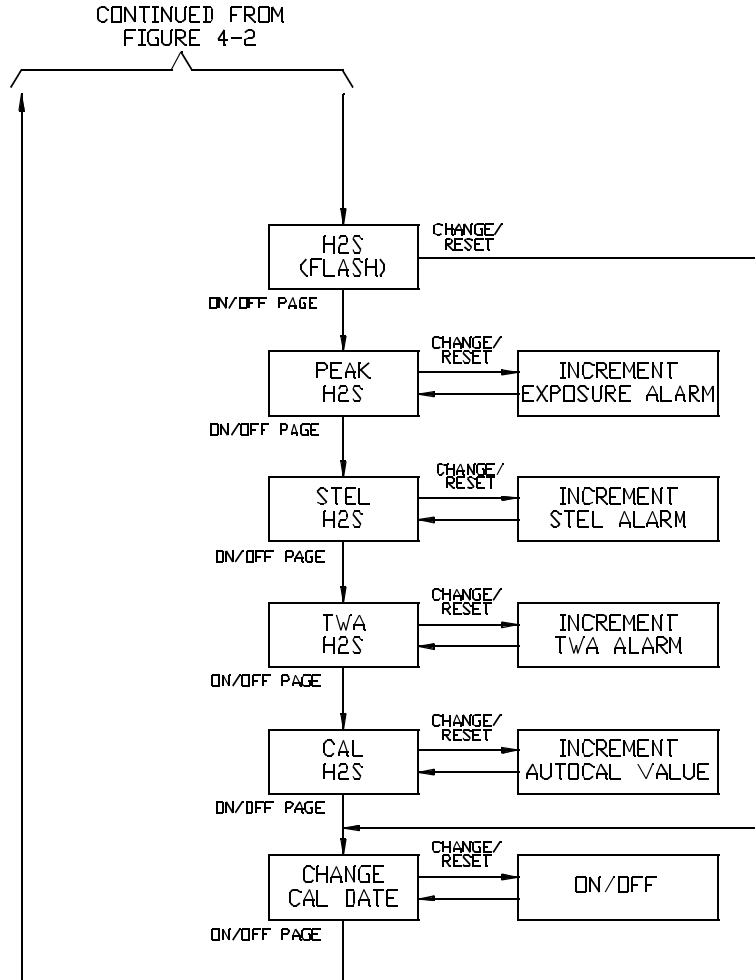 CONTINUED FROM
FIGURE 4-2
H2S
(FLASH)
CHANGE/
RESET
ON/OFF PAGE
PEAK
H2S
CHANGE/
RESET
INCREMENT
EXPOSURE ALARM
ON/OFF PAGE
STEL
H2S
CHANGE/
RESET
INCREMENT
STEL ALARM
ON/OFF PAGE
TWA
H2S
CHANGE/
RESET
INCREMENT
TWA ALARM
ON/OFF PAGE
CAL
H2S
CHANGE/
RESET
INCREMENT
AUTOCAL VALUE
ON/OFF PAGE
CHANGE
CAL DATE
CHANGE/
RESET
ON/OFF
ON/OFF PAGE